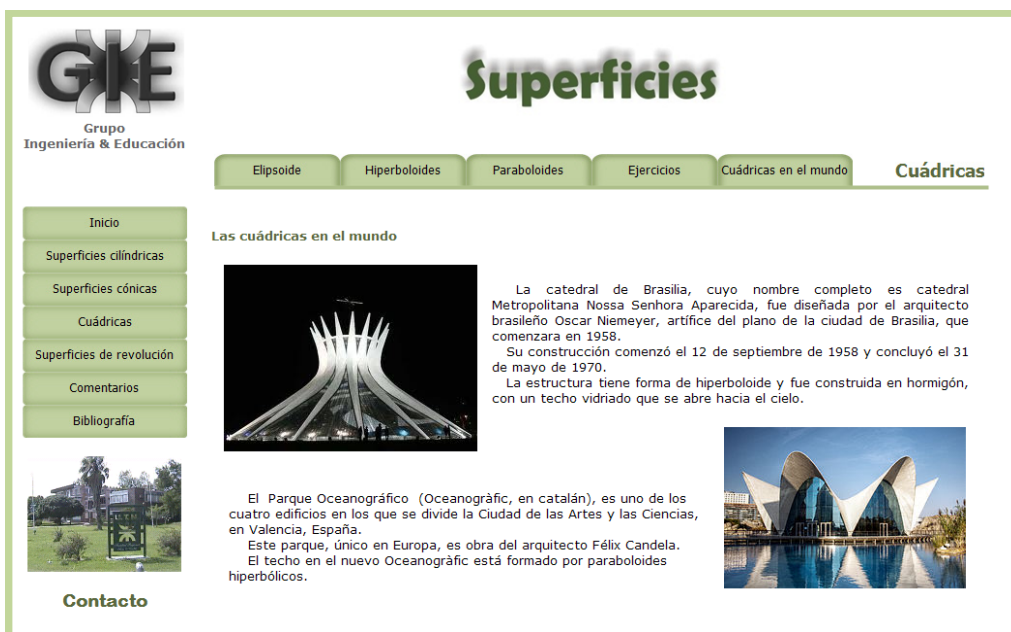 GIE
Grupo
Ingeniería & Educación
Superficies
Elipsoide
Hiperboloides
Paraboloides
Ejercicios
Cuádricas en el mundo
Cuádricas
Inicio
Superficies cilíndricas
Superficies cónicas
Cuádricas
Superficies de revolución
Comentarios
Bibliografía
Contacto
Las cuádricas en el mundo
La catedral de Brasilia, cuyo nombre completo es catedral
Metropolitana Nossa Senhora Aparecida, fue diseñada por el arquitecto
brasileño Oscar Niemeyer, artífice del plano de la ciudad de Brasilia, que
comenzara en 1958.
Su construcción comenzó el 12 de septiembre de 1958 y concluyó el 31
de mayo de 1970.
La estructura tiene forma de hiperboloide y fue construida en hormigón,
con un techo vidriado que se abre hacia el cielo.
El Parque Oceanográfico (Oceanogràfic, en catalán), es uno de los
cuatro edificios en los que se divide la Ciudad de las Artes y las Ciencias,
en Valencia, España.
Este parque, único en Europa, es obra del arquitecto Félix Candela.
El techo en el nuevo Oceanogràfic está formado por paraboloides
hiperbólicos.